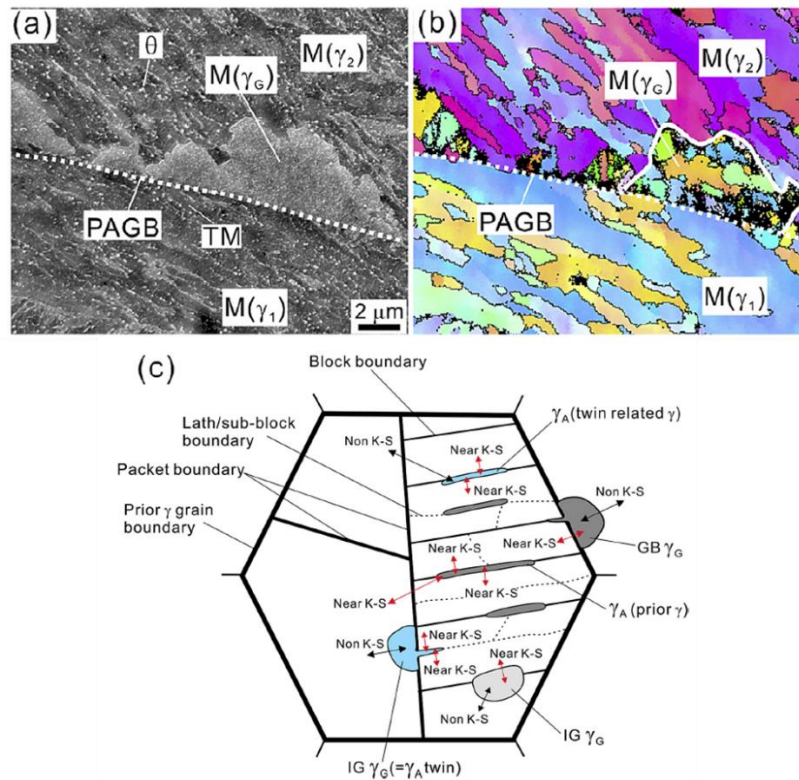 (a)
θ
M(γ₂)
M(γG)
PAGB
TM
M(γ₁)
2 μm
(b)
M(γ₂)
M(γG)
PAGB
M(γ₁)
(c)
Block boundary
Lath/sub-block
boundary
Packet boundary
Prior γ grain
boundary
γA(twin related γ)
Non K-S
Near K-S
Near K-S
Non K-S
Near K-S
GB γG
Near K-S
Near K-S
Near K-S
γA(prior γ)
Non K-S
Near K-S
Near K-S
Near K-S
Non K-S
IG γG
IG γG(=γA twin)